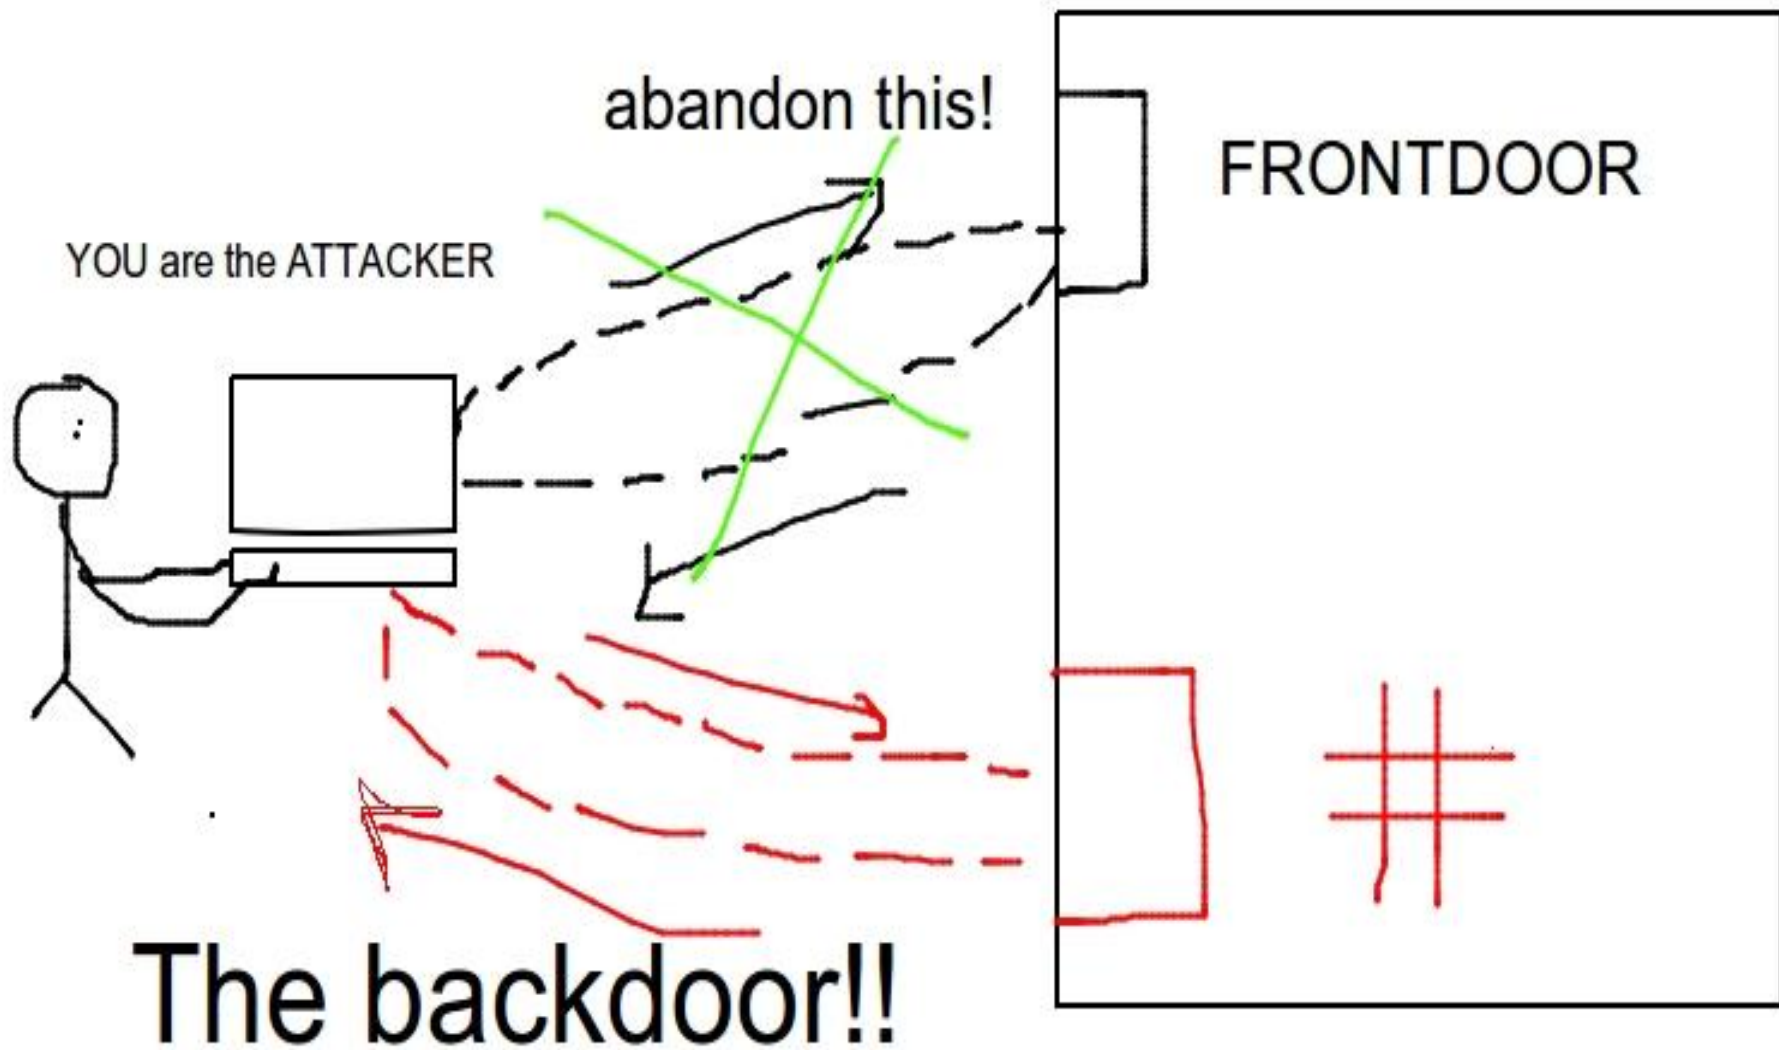 abandon this!
FRONTDOOR
YOU are the ATTACKER
#
The backdoor!!